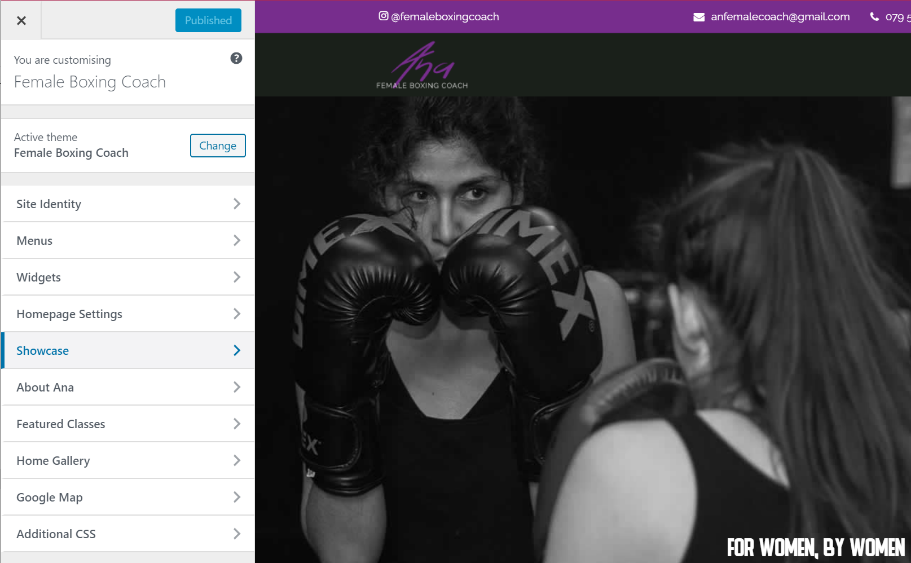 Published
You are customising
Female Boxing Coach
Active theme
Female Boxing Coach
Change
Site Identity
Menus
Widgets
Homepage Settings
Showcase
About Ana
Featured Classes
Home Gallery
Google Map
Additional CSS
@femaleboxingcoach
anfemalecoach@gmail.com
079 5
Ana
FEMALE BOXING COACH
DIMEX
DIMEX
FOR WOMEN, BY WOMEN